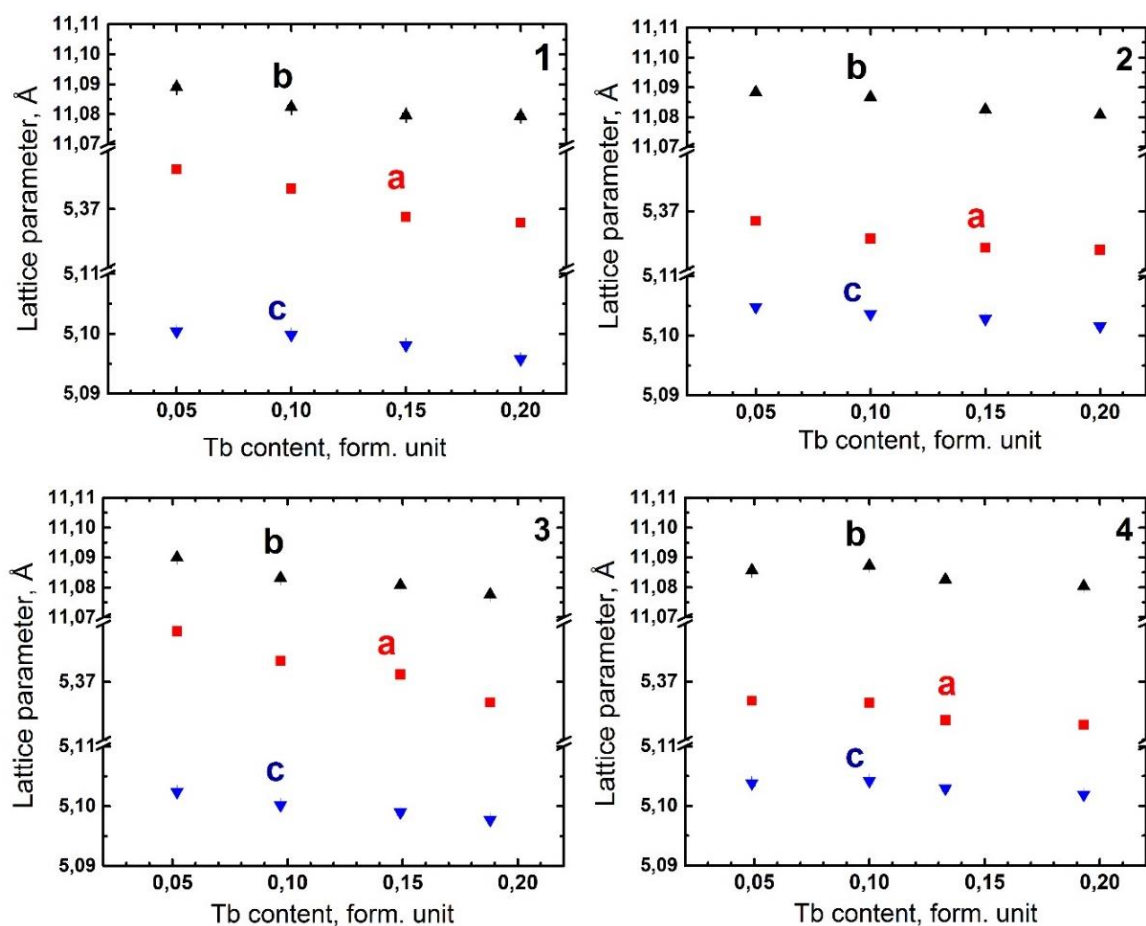 11,11
11,10
11,09
11,08
11,07
5,37
5,11
5,10
5,09
Lattice parameter, Å
b
a
c
1
0,05 0,10 0,15 0,20
Tb content, form. unit
11,11
11,10
11,09
11,08
11,07
5,37
5,11
5,10
5,09
Lattice parameter, Å
b
a
c
2
0,05 0,10 0,15 0,20
Tb content, form. unit
11,11
11,10
11,09
11,08
11,07
5,37
5,11
5,10
5,09
Lattice parameter, Å
b
a
c
3
0,05 0,10 0,15 0,20
Tb content, form. unit
11,11
11,10
11,09
11,08
11,07
5,37
5,11
5,10
5,09
Lattice parameter, Å
b
a
c
4
0,05 0,10 0,15 0,20
Tb content, form. unit